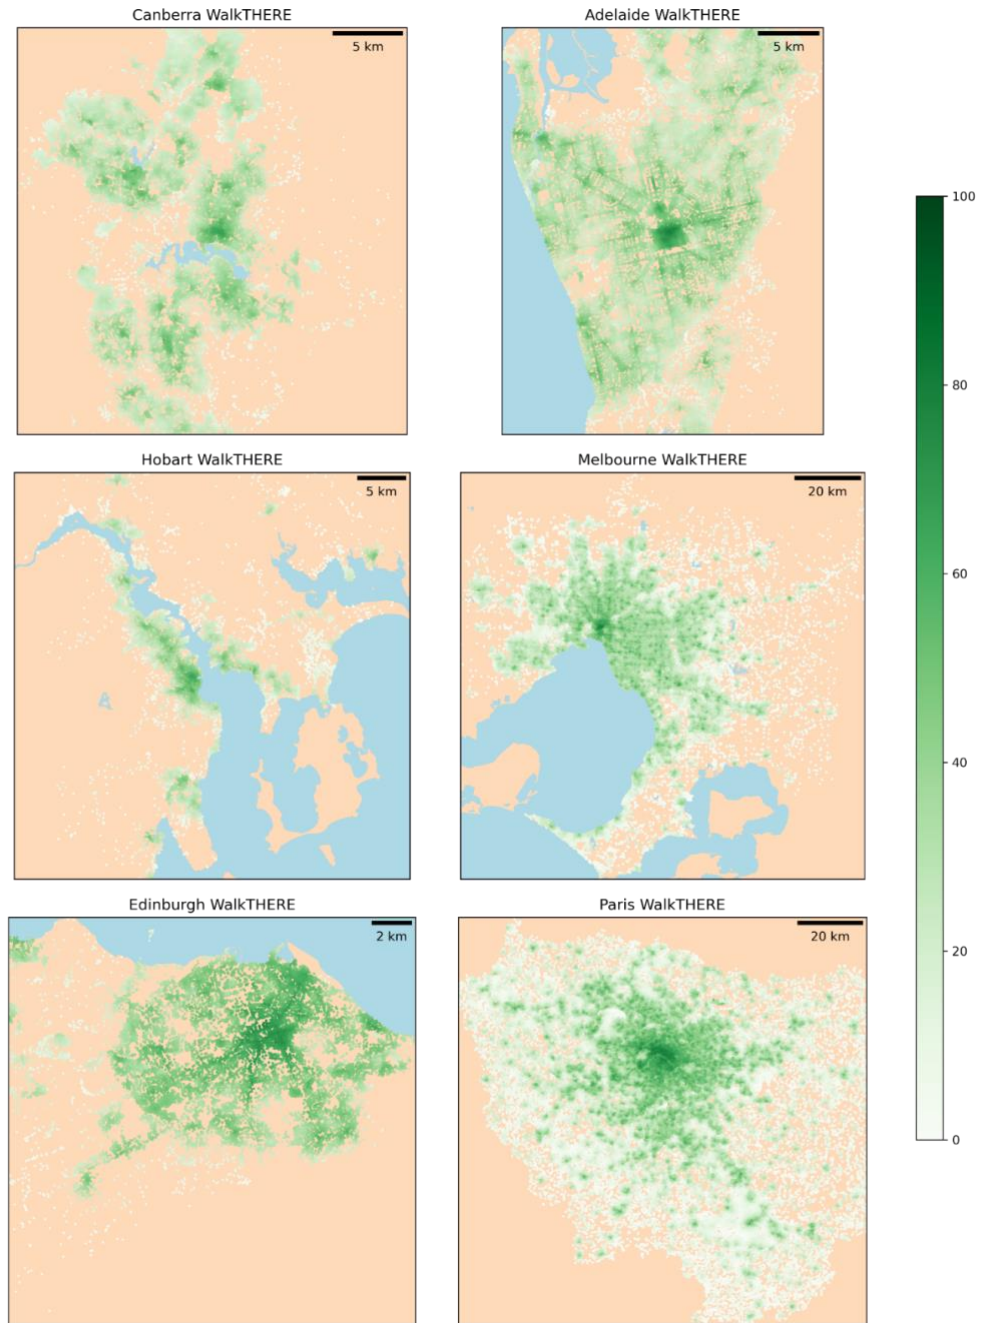 Canberra WalkTHERE
5 km
Adelaide WalkTHERE
5 km
Hobart WalkTHERE
5 km
Melbourne WalkTHERE
20 km
Edinburgh WalkTHERE
2 km
Paris WalkTHERE
20 km
100
80
60
40
20
0